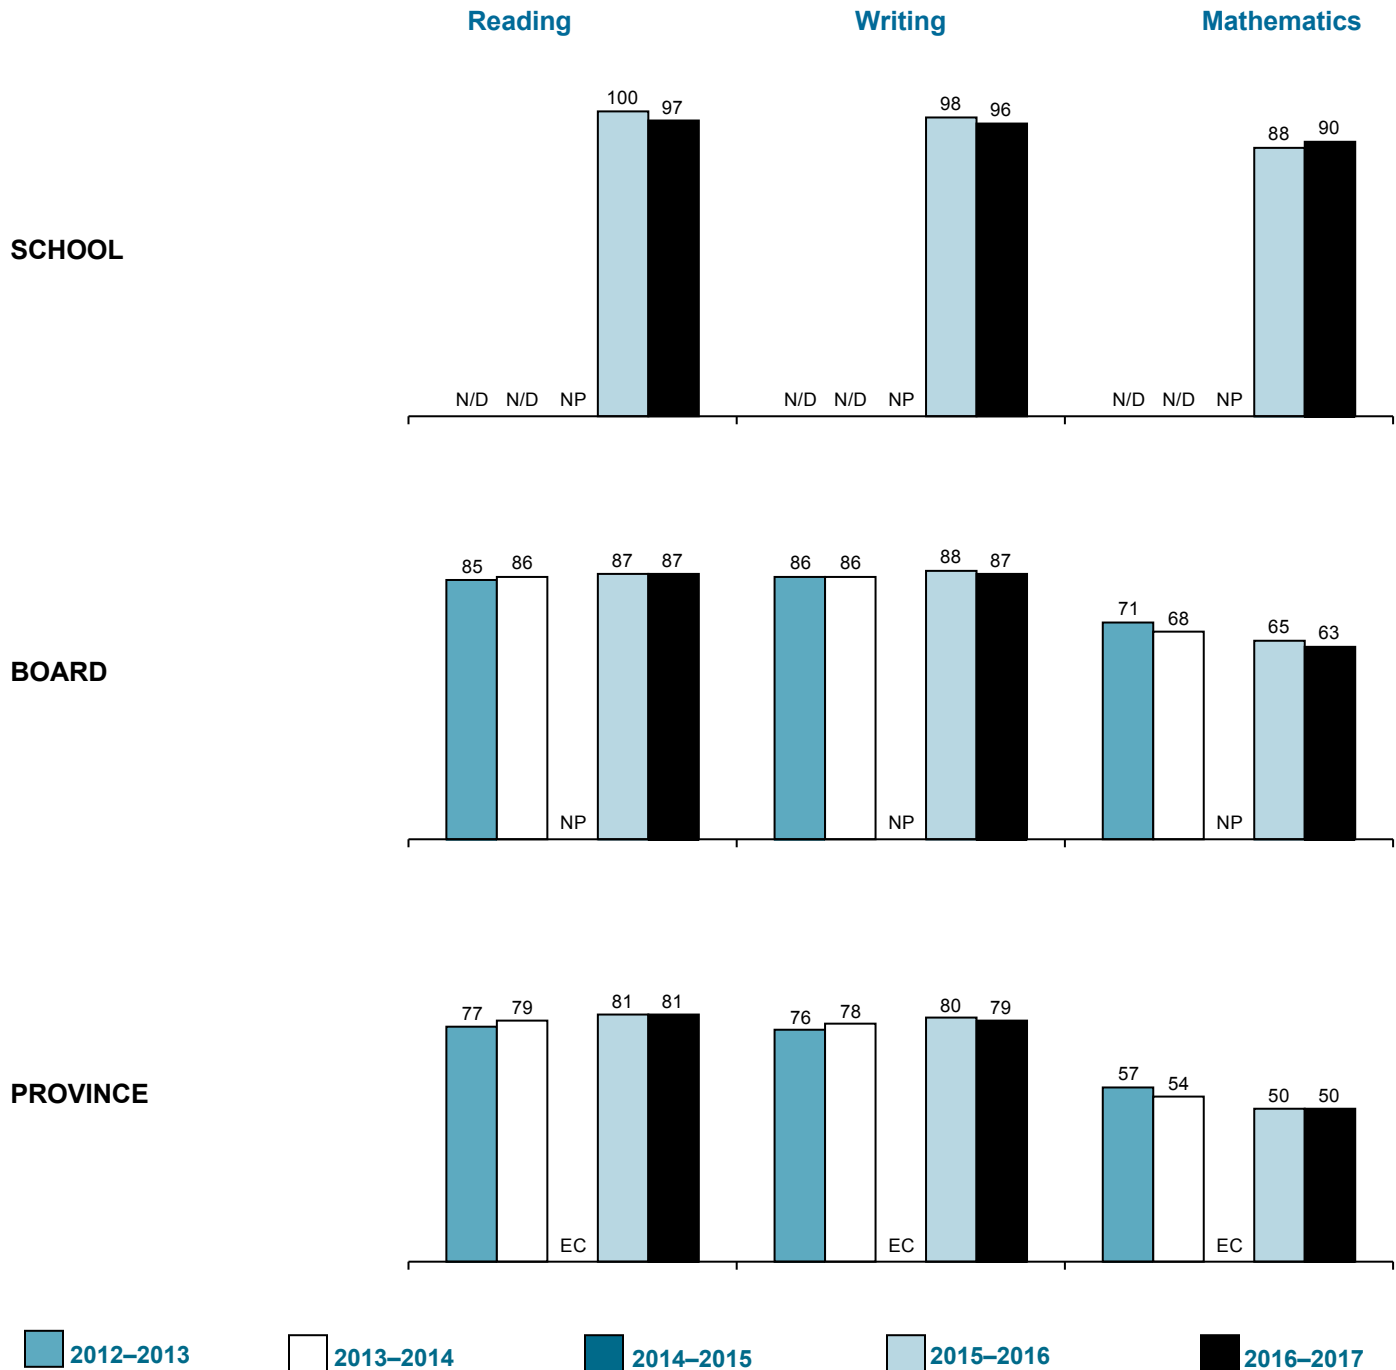 Reading Writing Mathematics
100 97 98 96 88 90
SCHOOL
N/D N/D NP N/D N/D NP N/D N/D NP
85 86 87 87 86 86 88 87 71 68 65 63
BOARD
NP NP NP
77 79 81 81 76 78 80 79 57 54 50 50
PROVINCE
EC EC EC
2012–2013 2013–2014 2014–2015 2015–2016 2016–2017